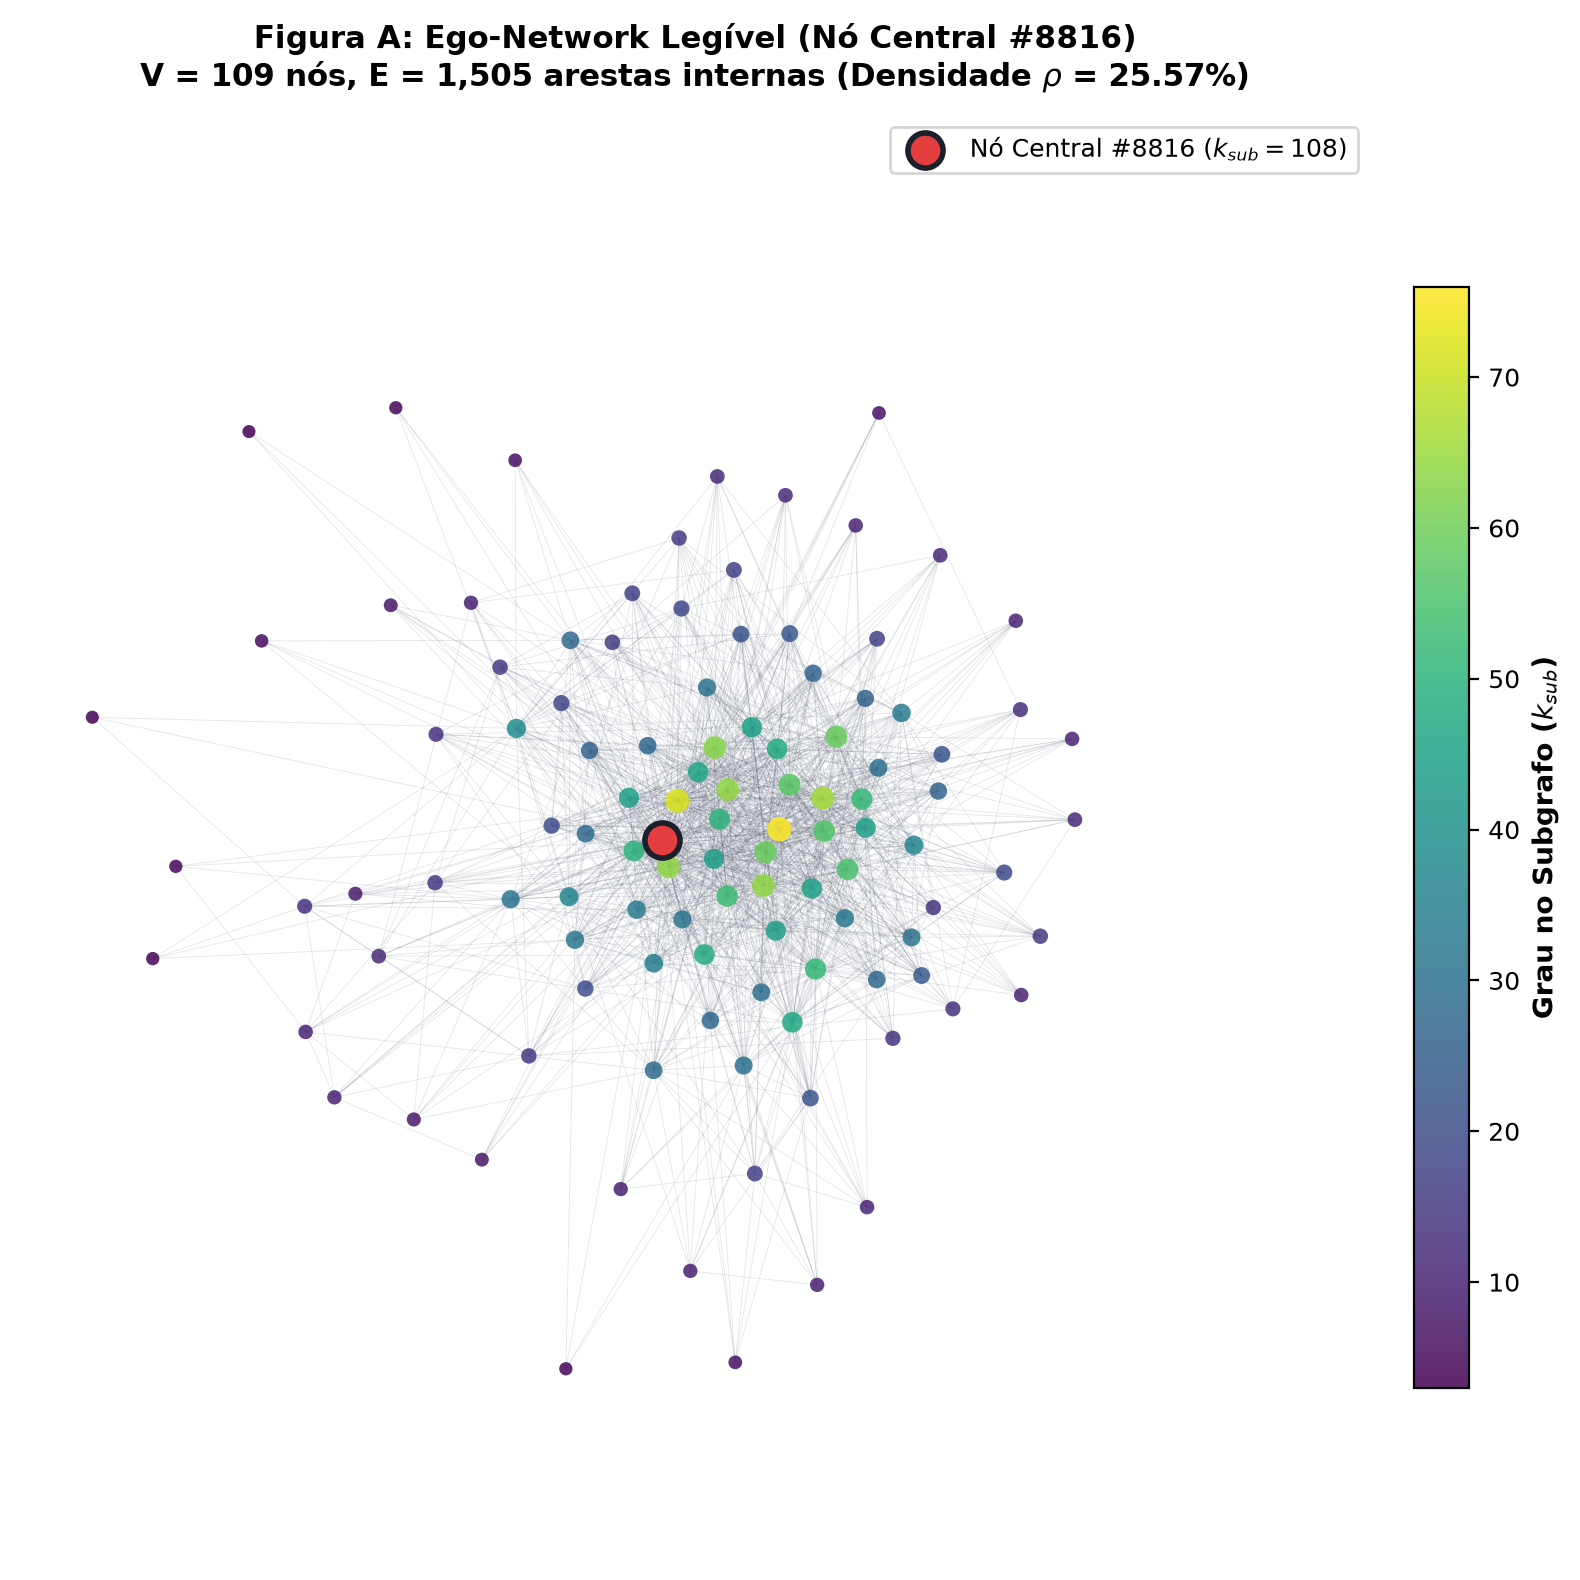 Figura A: Ego-Network Legível (Nó Central #8816)
V = 109 nós, E = 1,505 arestas internas (Densidade ρ = 25.57%)
Nó Central #8816 (k_sub = 108)
70
60
50
40
30
20
10
Grau no Subgrafo (k_sub)